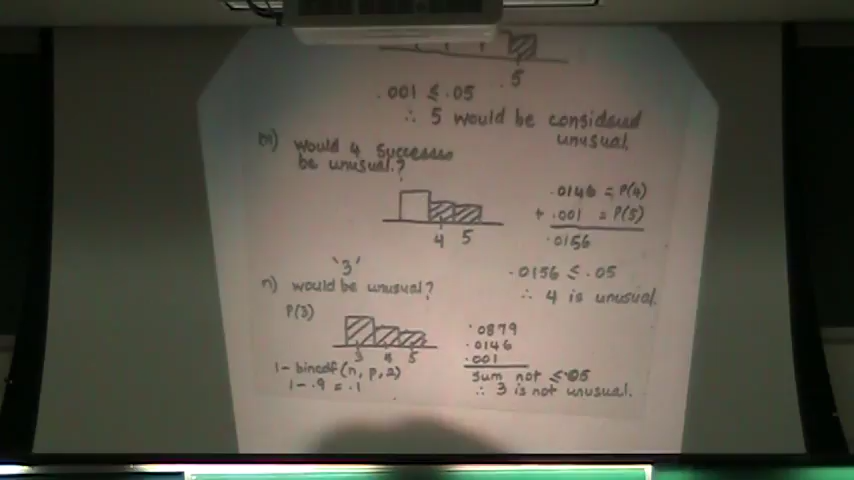 5
.001 ≤ .05
∴ 5 would be considered
unusual.
m) Would 4 successes
be unusual?
.0146 = P(4)
+ .001 = P(5)
.0156
4 5
.0156 ≤ .05
∴ 4 is unusual.
'3'
n) would be unusual?
P(3)
3 4 5
.0879
.0146
.001
sum not ≤ .05
∴ 3 is not unusual.
1 - bincdf(n, p, 2)
1 - .9 = .1